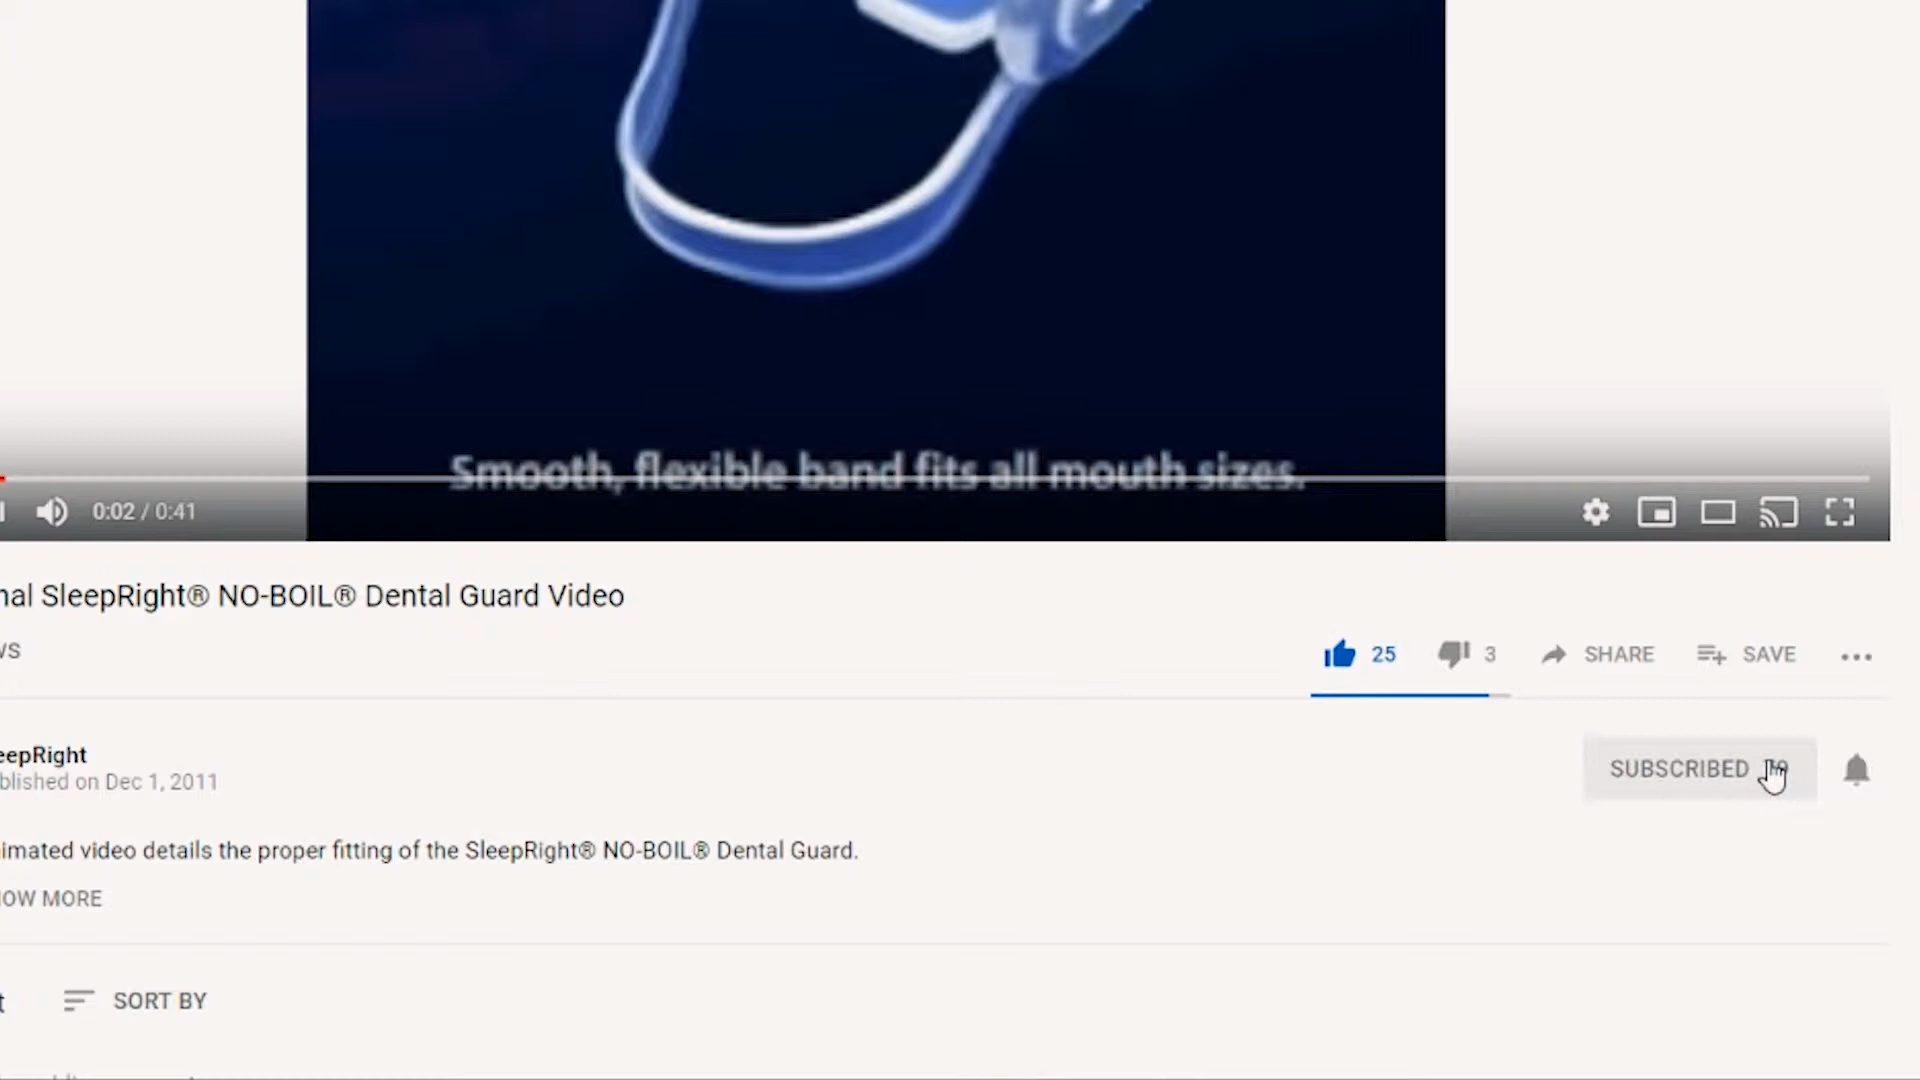 Smooth, flexible band fits all mouth sizes.
0:02 / 0:41
nal SleepRight® NO-BOIL® Dental Guard Video
ws
25 3 SHARE SAVE
eepRight
SUBSCRIBED
blished on Dec 1, 2011
imated video details the proper fitting of the SleepRight® NO-BOIL® Dental Guard.
HOW MORE
t SORT BY